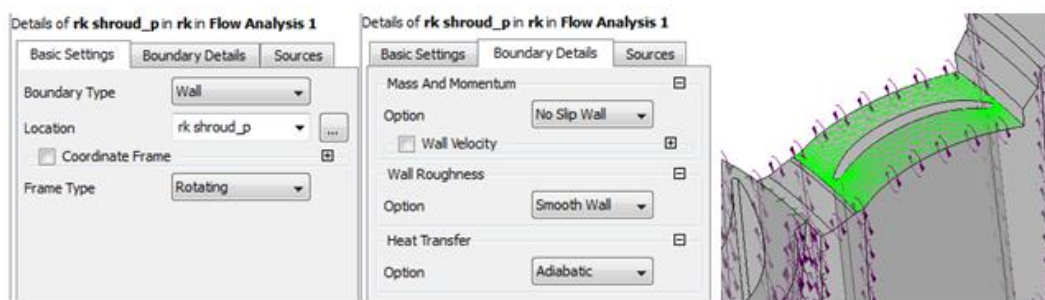 Details of rk shroud_p in rk in Flow Analysis 1
Basic Settings Boundary Details Sources
Boundary Type Wall
Location rk shroud_p ...
Coordinate Frame
Frame Type Rotating
Details of rk shroud_p in rk in Flow Analysis 1
Basic Settings Boundary Details Sources
Mass And Momentum
Option No Slip Wall
Wall Velocity
Wall Roughness
Option Smooth Wall
Heat Transfer
Option Adiabatic